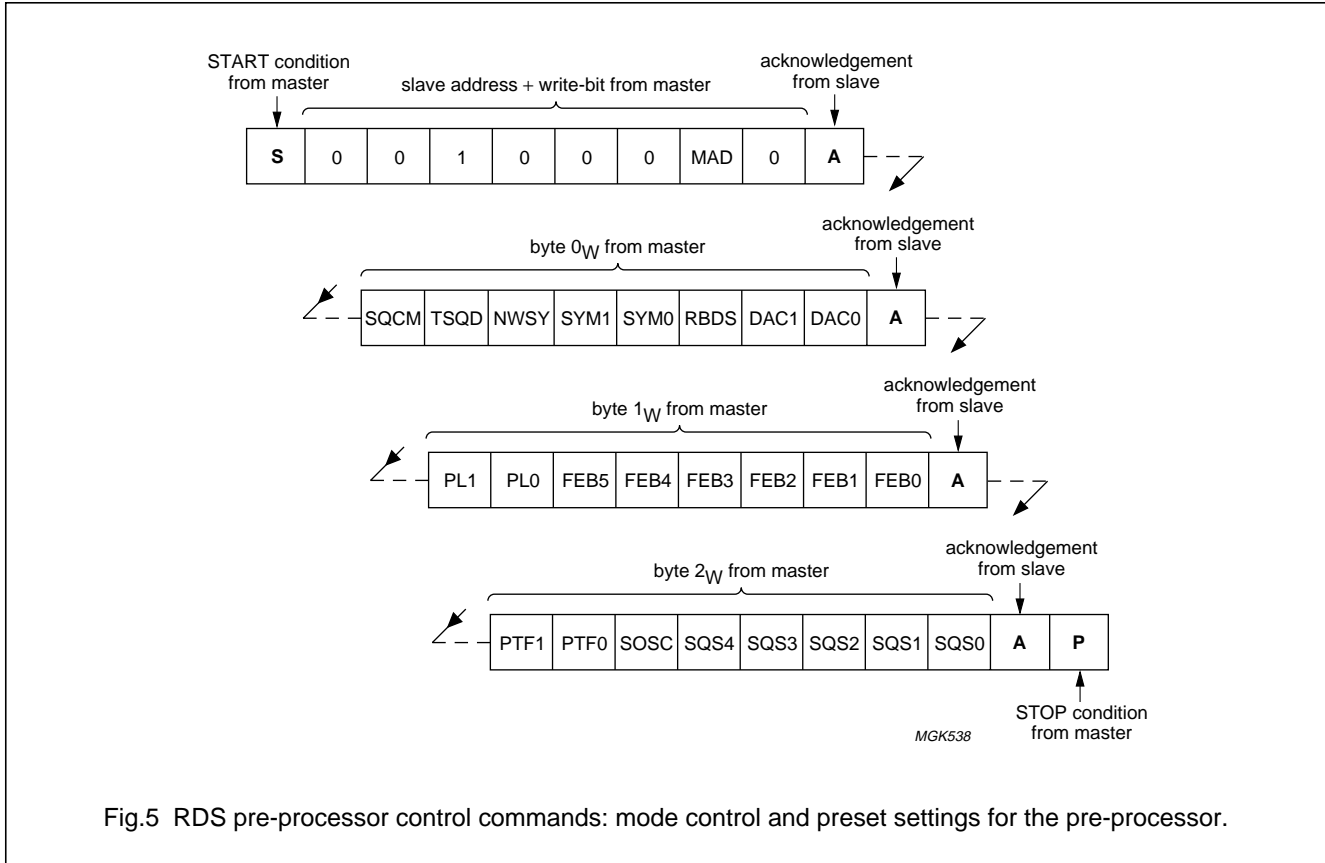 START condition
from master
slave address + write-bit from master
acknowledgement
from slave
S 0 0 1 0 0 0 MAD 0 A
byte 0W from master
acknowledgement
from slave
SQCM TSQD NWSY SYM1 SYM0 RBDS DAC1 DAC0 A
byte 1W from master
acknowledgement
from slave
PL1 PL0 FEB5 FEB4 FEB3 FEB2 FEB1 FEB0 A
byte 2W from master
acknowledgement
from slave
PTF1 PTF0 SOSC SQS4 SQS3 SQS2 SQS1 SQS0 A P
STOP condition
from master
MGK538
Fig.5 RDS pre-processor control commands: mode control and preset settings for the pre-processor.